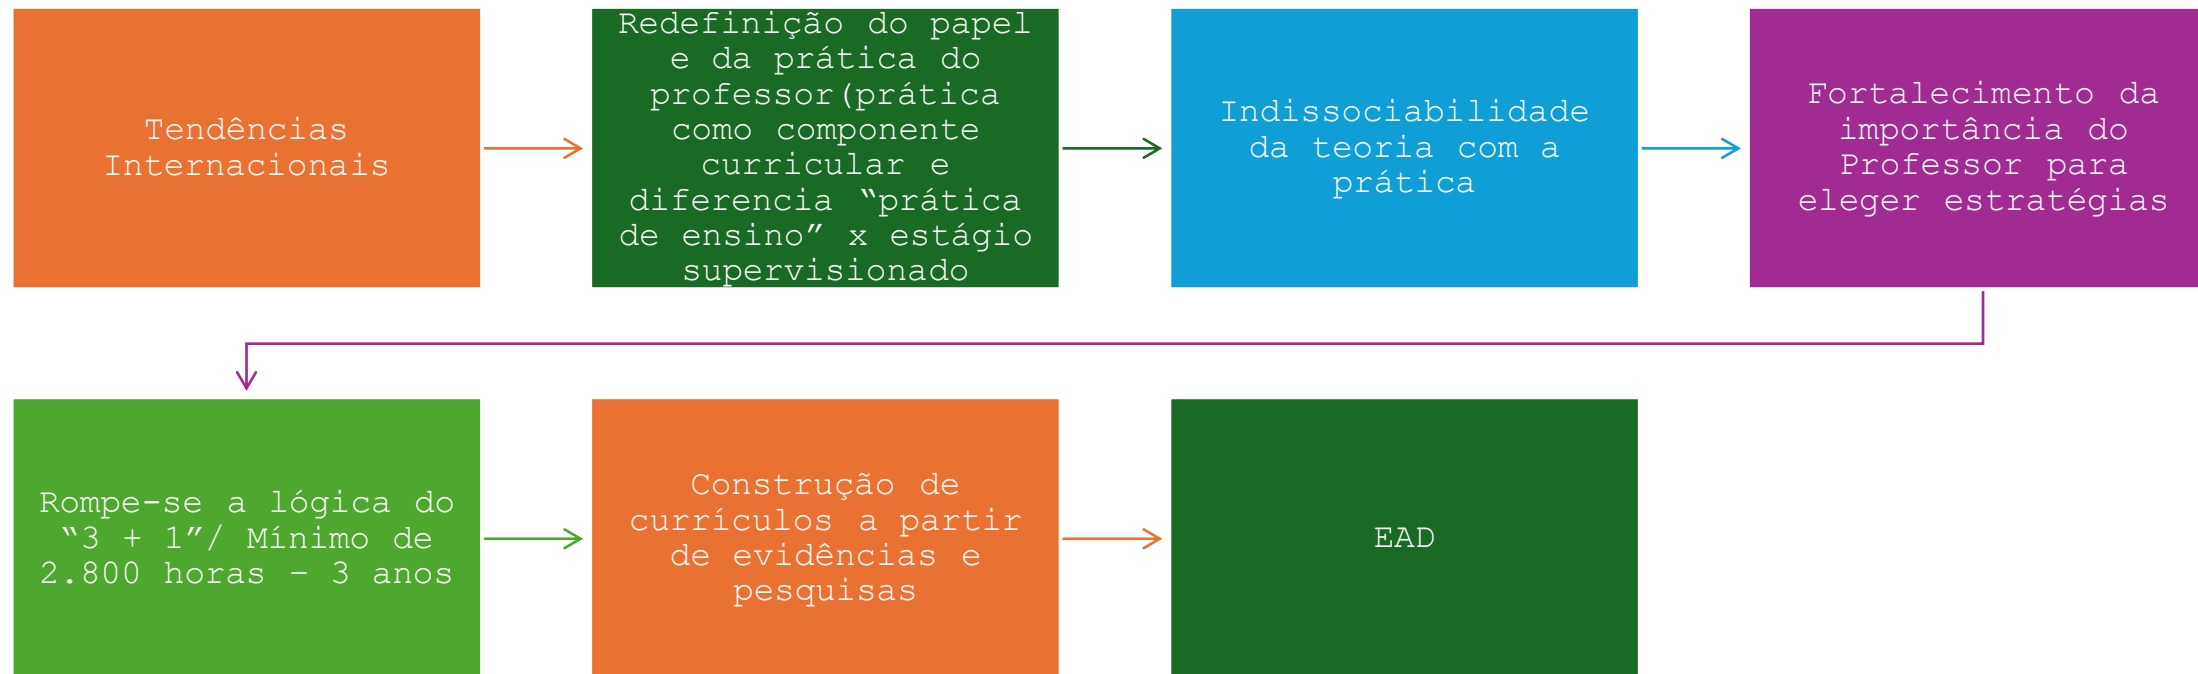 Tendências
Internacionais
Redefinição do papel
e da prática do
professor(prática
como componente
curricular e
diferencia “prática
de ensino” x estágio
supervisionado
Indissociabilidade
da teoria com a
prática
Fortalecimento da
importância do
Professor para
eleger estratégias
Rompe-se a lógica do
“3 + 1”/ Mínimo de
2.800 horas – 3 anos
Construção de
currículos a partir
de evidências e
pesquisas
EAD